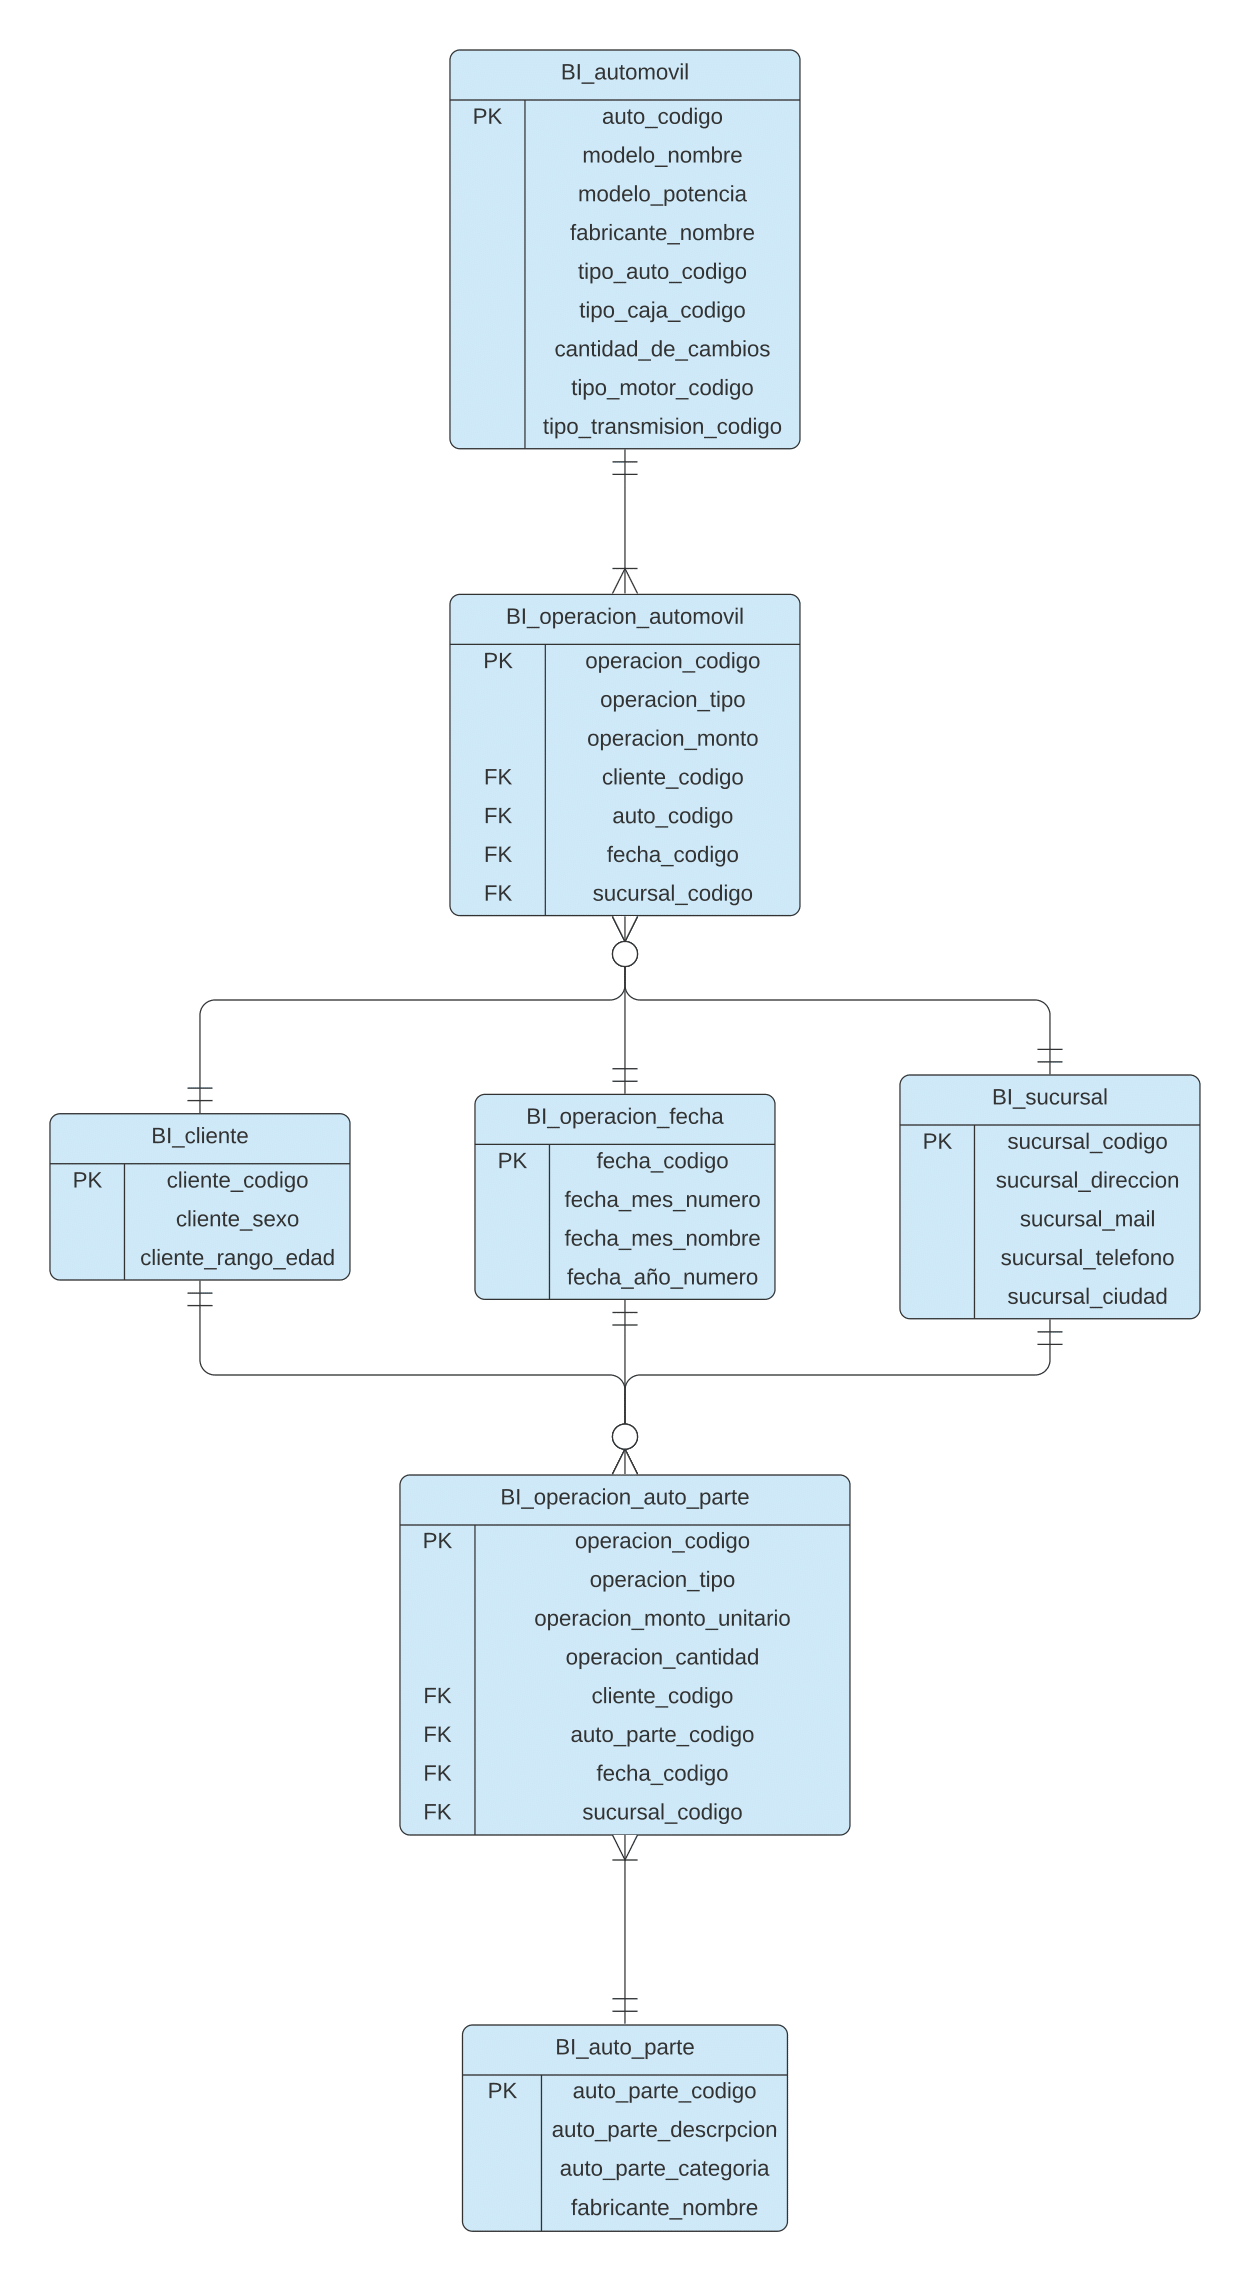 BI_automovil
PK auto_codigo
modelo_nombre
modelo_potencia
fabricante_nombre
tipo_auto_codigo
tipo_caja_codigo
cantidad_de_cambios
tipo_motor_codigo
tipo_transmision_codigo
BI_operacion_automovil
PK operacion_codigo
operacion_tipo
operacion_monto
FK cliente_codigo
FK auto_codigo
FK fecha_codigo
FK sucursal_codigo
BI_cliente
PK cliente_codigo
cliente_sexo
cliente_rango_edad
BI_operacion_fecha
PK fecha_codigo
fecha_mes_numero
fecha_mes_nombre
fecha_año_numero
BI_sucursal
PK sucursal_codigo
sucursal_direccion
sucursal_mail
sucursal_telefono
sucursal_ciudad
BI_operacion_auto_parte
PK operacion_codigo
operacion_tipo
operacion_monto_unitario
operacion_cantidad
FK cliente_codigo
FK auto_parte_codigo
FK fecha_codigo
FK sucursal_codigo
BI_auto_parte
PK auto_parte_codigo
auto_parte_descrpcion
auto_parte_categoria
fabricante_nombre